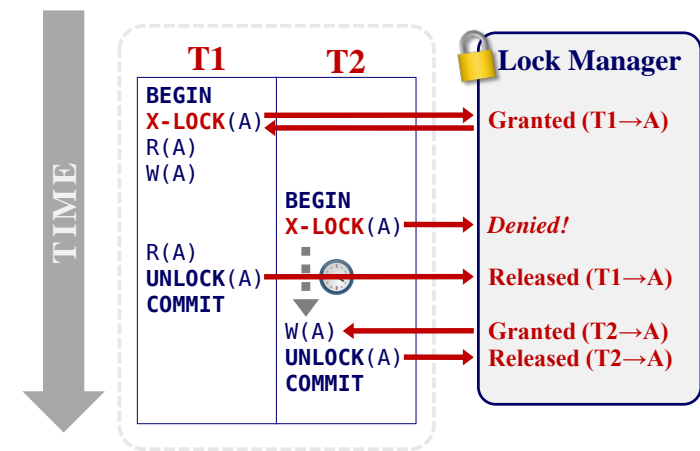 TIME
T1
T2
Lock Manager
BEGIN
X-LOCK(A)
Granted (T1→A)
R(A)
W(A)
BEGIN
X-LOCK(A)
Denied!
R(A)
UNLOCK(A)
Released (T1→A)
COMMIT
W(A)
Granted (T2→A)
UNLOCK(A)
Released (T2→A)
COMMIT